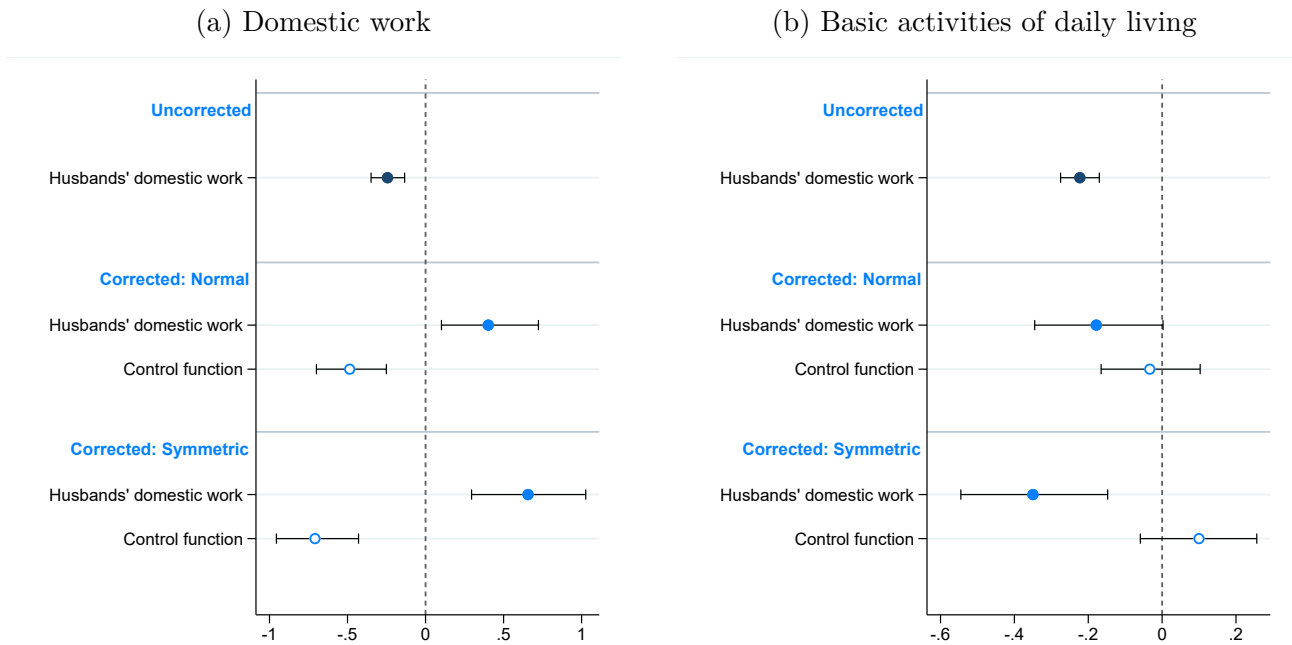 (a) Domestic work
Uncorrected
Husbands' domestic work
Corrected: Normal
Husbands' domestic work
Control function
Corrected: Symmetric
Husbands' domestic work
Control function
-1 -.5 0 .5 1
(b) Basic activities of daily living
Uncorrected
Husbands' domestic work
Corrected: Normal
Husbands' domestic work
Control function
Corrected: Symmetric
Husbands' domestic work
Control function
-.6 -.4 -.2 0 .2